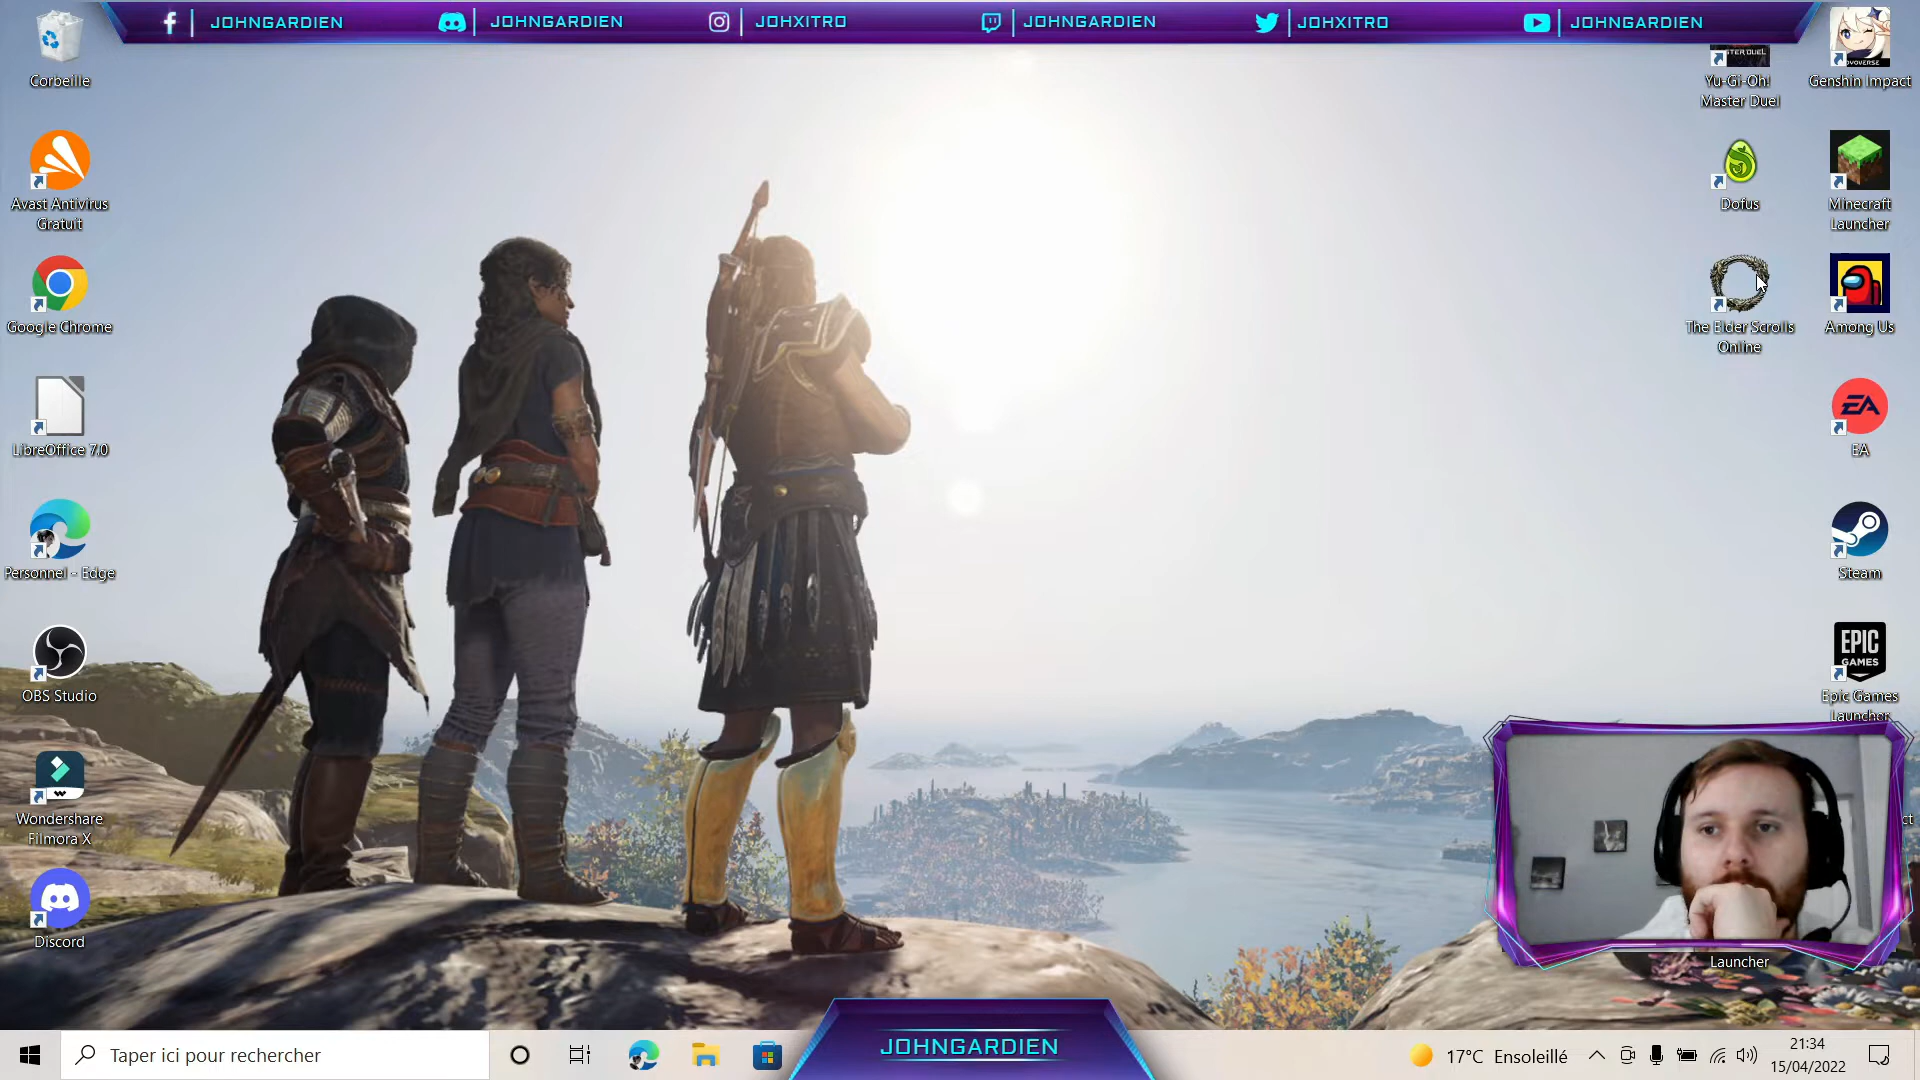 JOHNGARDIEN
JOHNGARDIEN
JOHXITRO
JOHNGARDIEN
JOHXITRO
JOHNGARDIEN
Corbeille
Avast Antivirus
Gratuit
Google Chrome
LibreOffice 7.0
Personnel - Edge
OBS Studio
Wondershare
Filmora X
Discord
Yu-Gi-Oh!
Master Duel
Genshin Impact
Dofus
Minecraft
Launcher
The Elder Scrolls
Online
Among Us
EA
EA
Steam
EPIC
GAMES
Epic Games
Launcher
Launcher
Taper ici pour rechercher
JOHNGARDIEN
17°C Ensoleillé
21:34
15/04/2022